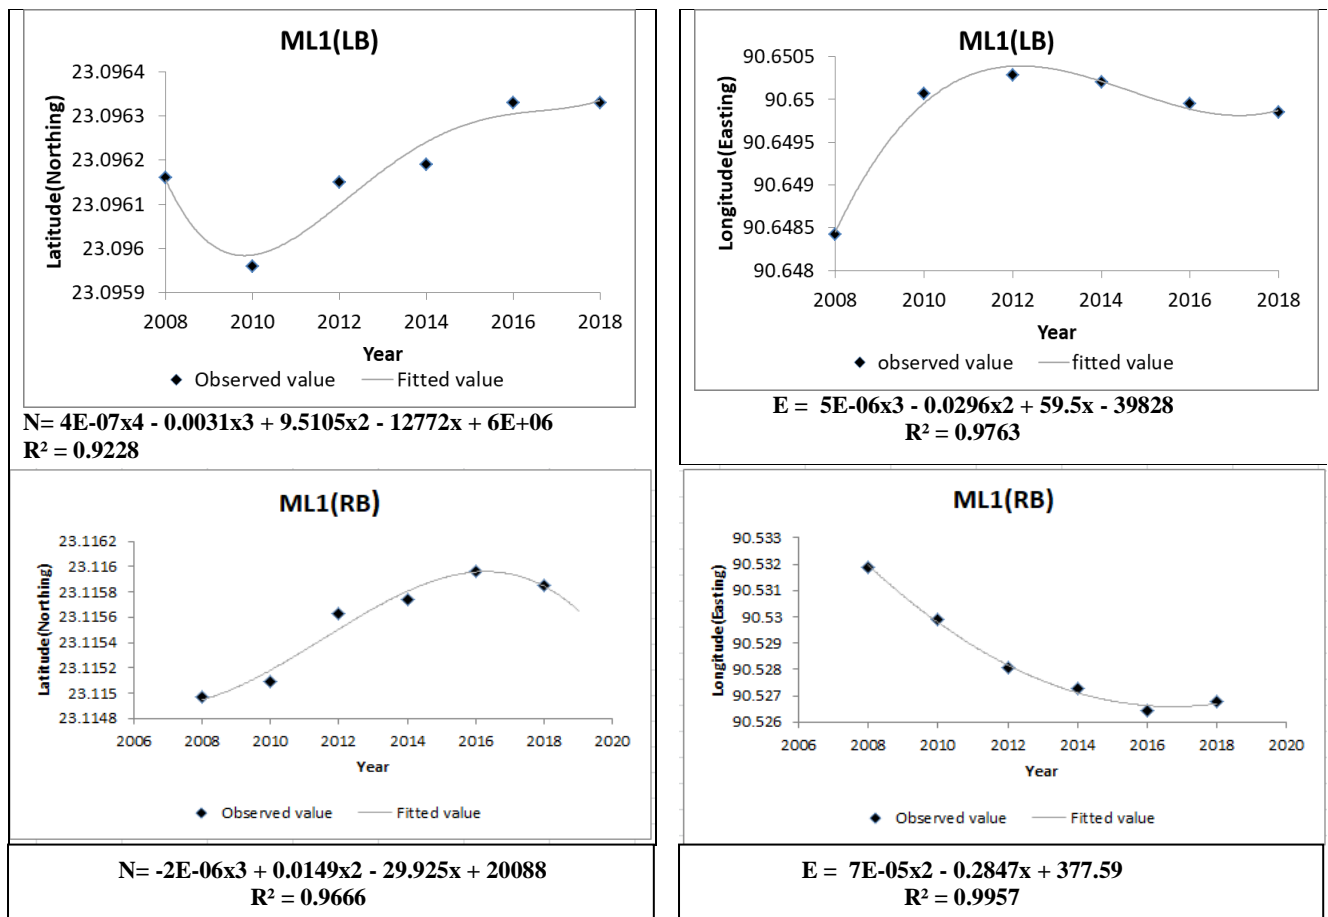 ML1(LB)
Latitude(Northing)
23.0964
23.0963
23.0962
23.0961
23.096
23.0959
2008 2010 2012 2014 2016 2018
Year
Observed value Fitted value
N= 4E-07x4 - 0.0031x3 + 9.5105x2 - 12772x + 6E+06
R² = 0.9228
ML1(LB)
Longitude(Easting)
90.6505
90.65
90.6495
90.649
90.6485
90.648
2008 2010 2012 2014 2016 2018
Year
observed value fitted value
E = 5E-06x3 - 0.0296x2 + 59.5x - 39828
R² = 0.9763
ML1(RB)
Latitude(Northing)
23.1162
23.116
23.1158
23.1156
23.1154
23.1152
23.115
23.1148
2006 2008 2010 2012 2014 2016 2018 2020
Year
Observed value Fitted value
N= -2E-06x3 + 0.0149x2 - 29.925x + 20088
R² = 0.9666
ML1(RB)
Longitude(Easting)
90.533
90.532
90.531
90.53
90.529
90.528
90.527
90.526
2006 2008 2010 2012 2014 2016 2018 2020
Year
Observed value Fitted value
E = 7E-05x2 - 0.2847x + 377.59
R² = 0.9957